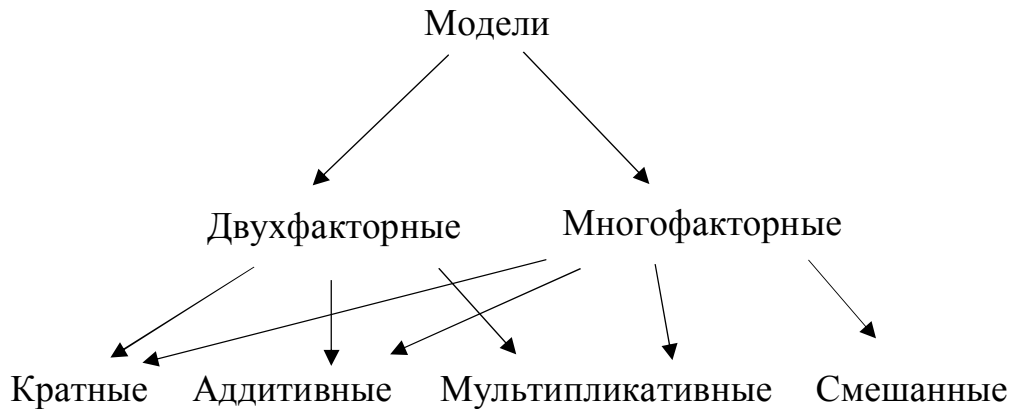 Модели
Двухфакторные Многофакторные
Кратные Аддитивные Мультипликативные Смешанные